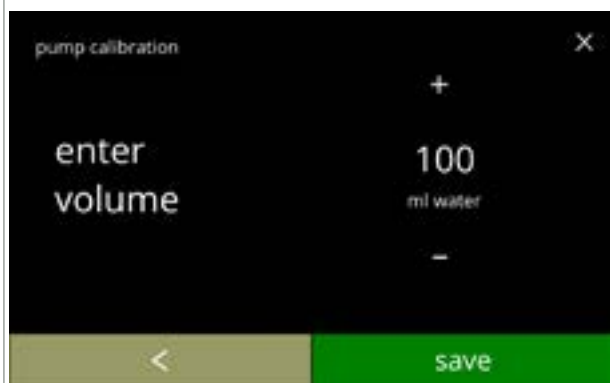 pump calibration
×
+
enter
volume
100
ml water
-
<
save